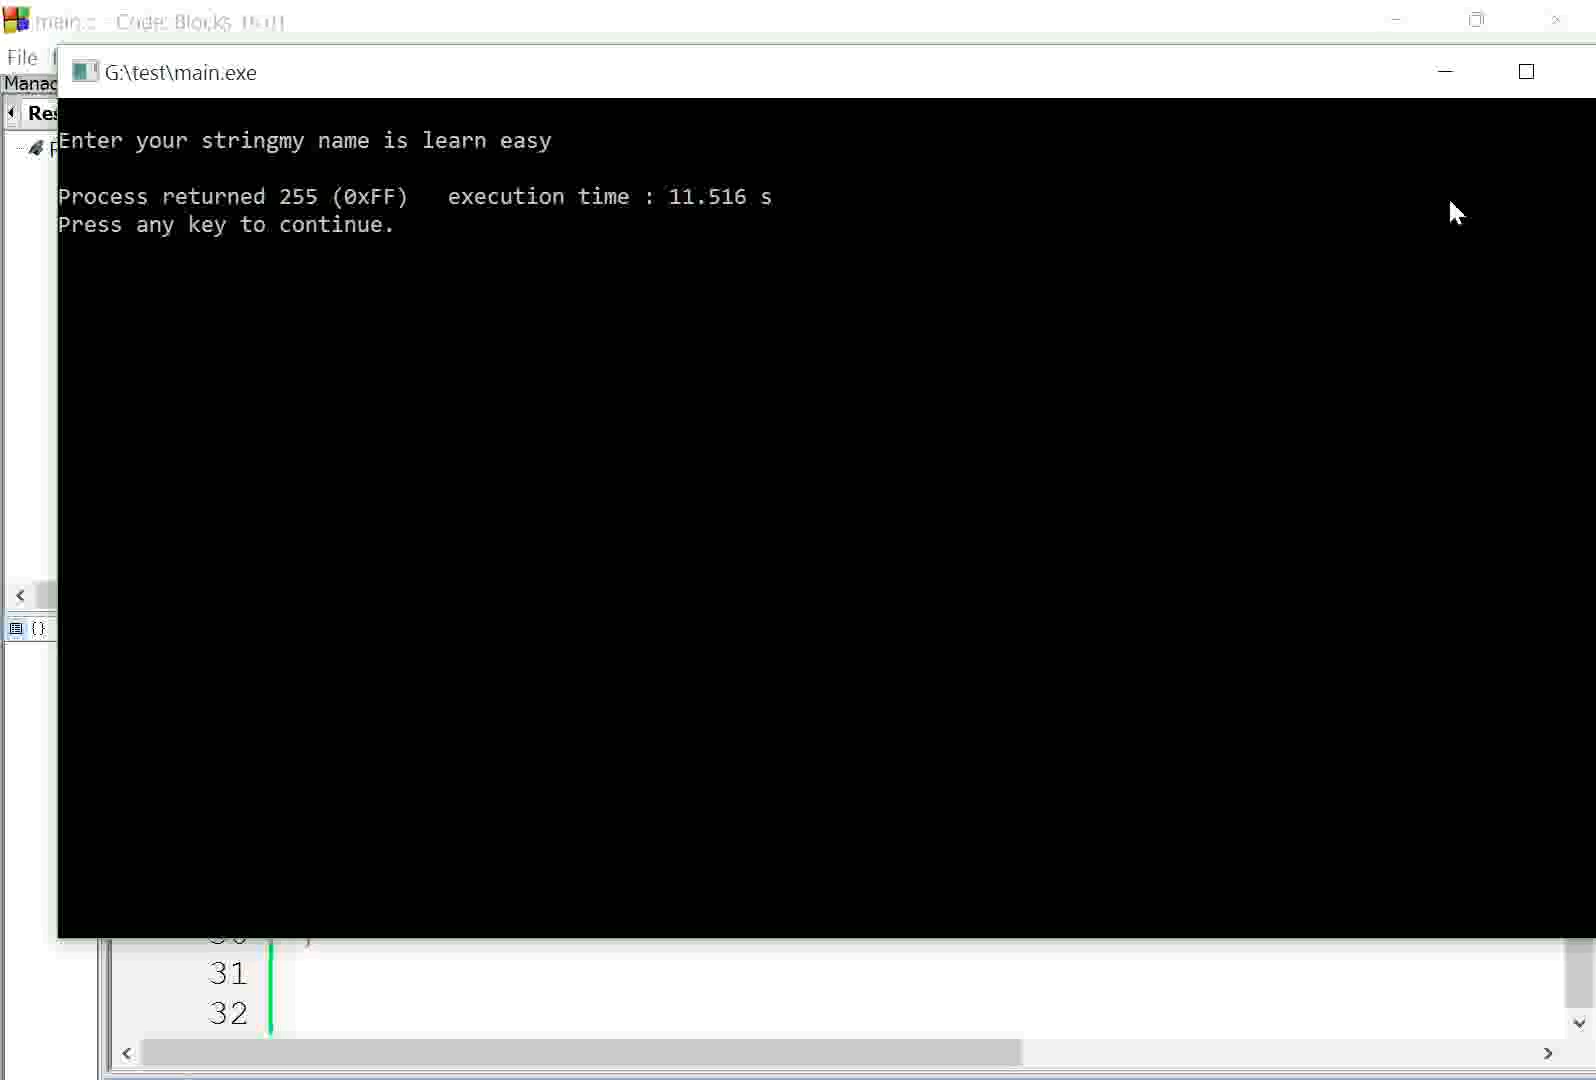 main.c - Code::Blocks 16.01
File
G:\test\main.exe
Manag
Res
Enter your stringmy name is learn easy
Process returned 255 (0xFF)   execution time : 11.516 s
Press any key to continue.
{}
30
31
32